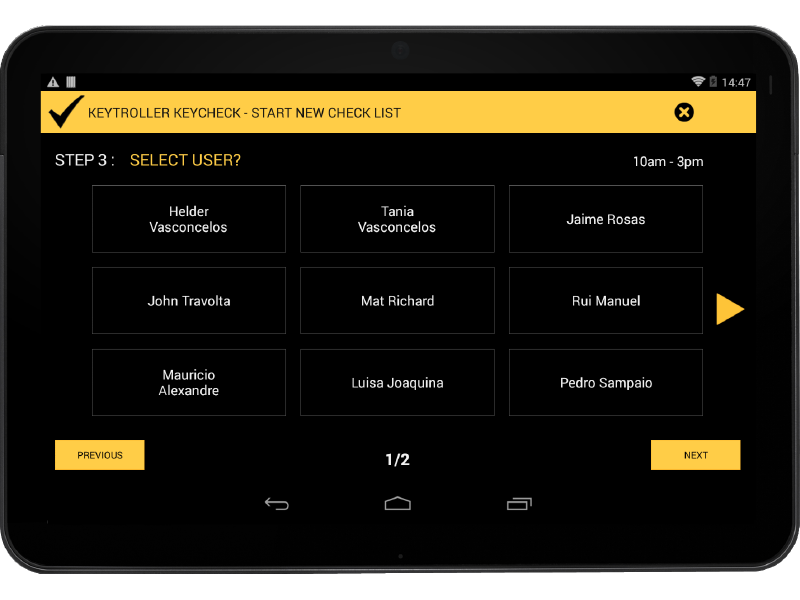 14:47
KEYTROLLER KEYCHECK - START NEW CHECK LIST
STEP 3 : SELECT USER?
10am - 3pm
Helder
Vasconcelos
Tania
Vasconcelos
Jaime Rosas
John Travolta
Mat Richard
Rui Manuel
Mauricio
Alexandre
Luisa Joaquina
Pedro Sampaio
PREVIOUS
1/2
NEXT